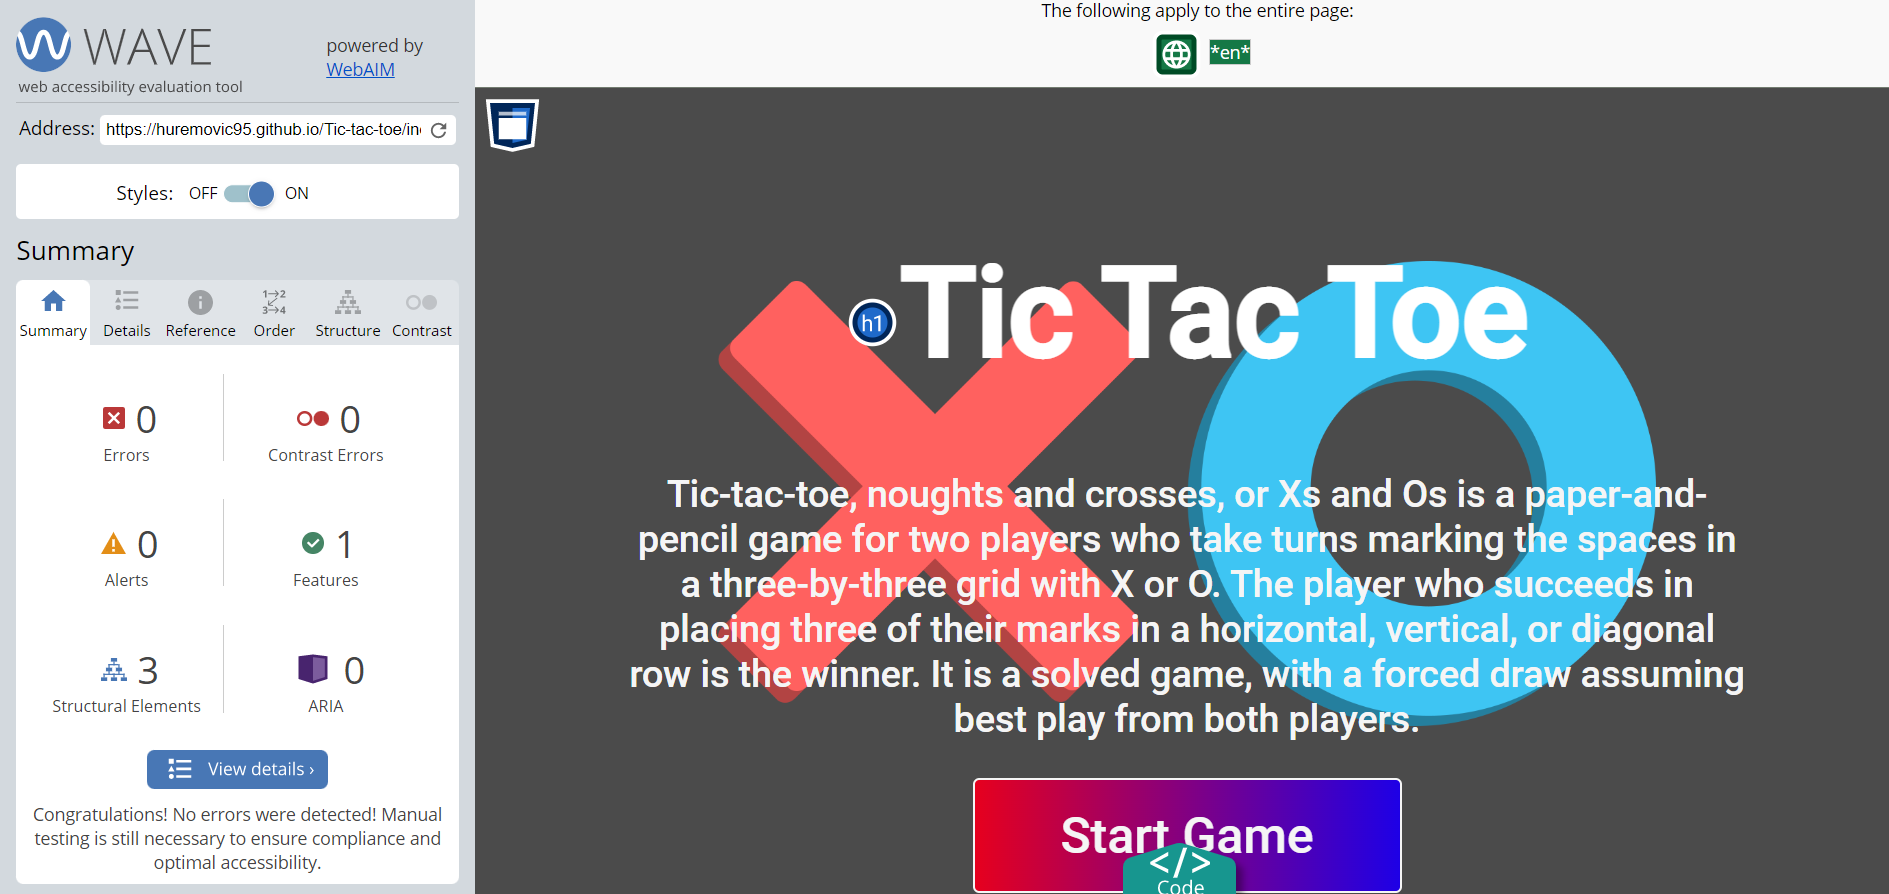 WAVE
powered by
WebAIM
web accessibility evaluation tool
Address: https://huremovic95.github.io/Tic-tac-toe/in
Styles: OFF ON
Summary
Summary Details Reference Order Structure Contrast
0 0
Errors Contrast Errors
0 1
Alerts Features
3 0
Structural Elements ARIA
View details ›
Congratulations! No errors were detected! Manual
testing is still necessary to ensure compliance and
optimal accessibility.
The following apply to the entire page:
*en*
h1 Tic Tac Toe
Tic-tac-toe, noughts and crosses, or Xs and Os is a paper-and-
pencil game for two players who take turns marking the spaces in
a three-by-three grid with X or O. The player who succeeds in
placing three of their marks in a horizontal, vertical, or diagonal
row is the winner. It is a solved game, with a forced draw assuming
best play from both players.
Start Game
</>
Code